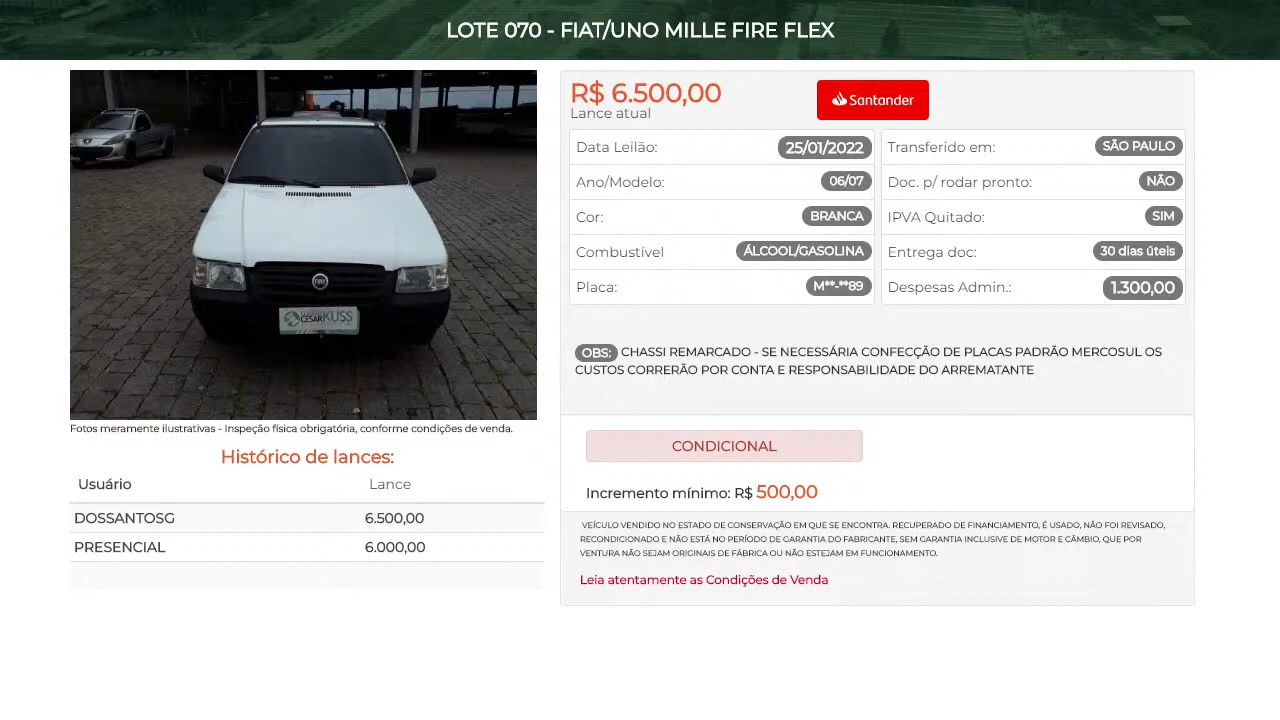 LOTE 070 - FIAT/UNO MILLE FIRE FLEX
FIRE
CESAR KUSS
Fotos meramente ilustrativas - Inspeção física obrigatória, conforme condições de venda.
Histórico de lances:
Usuário Lance
DOSSANTOSG 6.500,00
PRESENCIAL 6.000,00
R$ 6.500,00
Santander
Lance atual
Data Leilão: 25/01/2022
Ano/Modelo: 06/07
Cor: BRANCA
Combustível ÁLCOOL/GASOLINA
Placa: M**-**89
Transferido em: SÃO PAULO
Doc. p/ rodar pronto: NÃO
IPVA Quitado: SIM
Entrega doc: 30 dias úteis
Despesas Admin.: 1.300,00
OBS: CHASSI REMARCADO - SE NECESSÁRIA CONFECÇÃO DE PLACAS PADRÃO MERCOSUL OS
CUSTOS CORRERÃO POR CONTA E RESPONSABILIDADE DO ARREMATANTE
CONDICIONAL
Incremento mínimo: R$ 500,00
VEÍCULO VENDIDO NO ESTADO DE CONSERVAÇÃO EM QUE SE ENCONTRA. RECUPERADO DE FINANCIAMENTO, É USADO, NÃO FOI REVISADO,
RECONDICIONADO E NÃO ESTÁ NO PERÍODO DE GARANTIA DO FABRICANTE, SEM GARANTIA INCLUSIVE DE MOTOR E CÂMBIO, QUE POR
VENTURA NÃO SEJAM ORIGINAIS DE FÁBRICA OU NÃO ESTEJAM EM FUNCIONAMENTO.
Leia atentamente as Condições de Venda